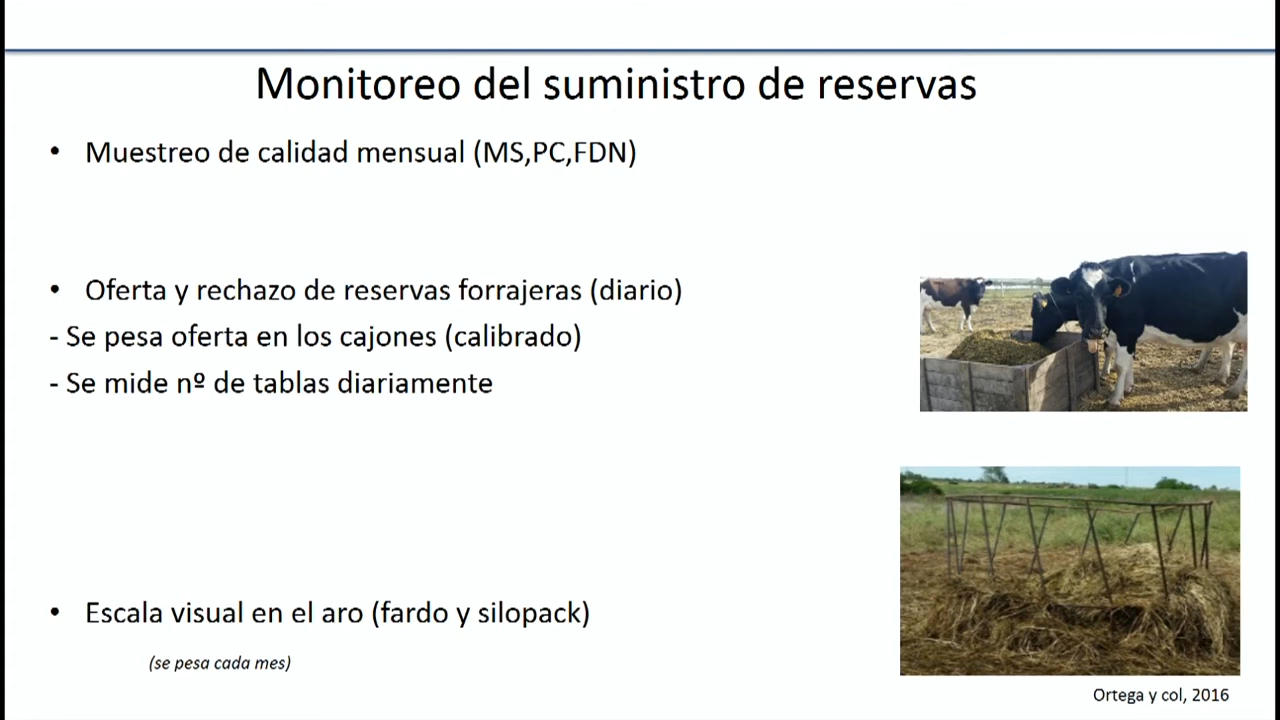 Monitoreo del suministro de reservas
• Muestreo de calidad mensual (MS,PC,FDN)
• Oferta y rechazo de reservas forrajeras (diario)
- Se pesa oferta en los cajones (calibrado)
- Se mide nº de tablas diariamente
• Escala visual en el aro (fardo y silopack)
(se pesa cada mes)
Ortega y col, 2016